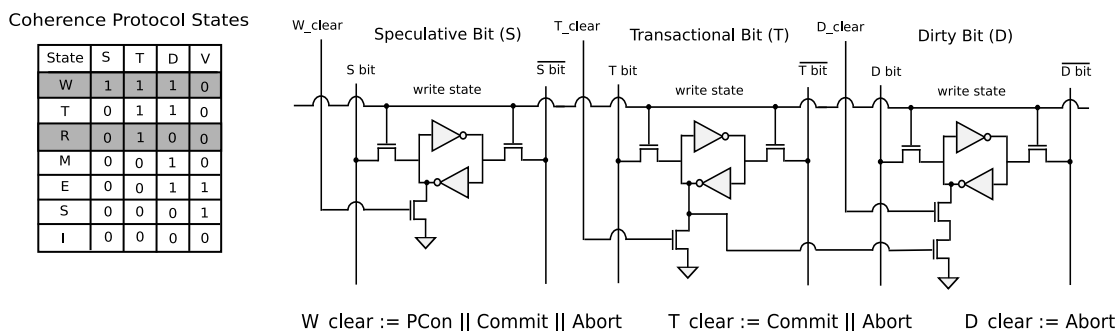 Coherence Protocol States
State S T D V
W 1 1 1 0
T 0 1 1 0
R 0 1 0 0
M 0 0 1 0
E 0 0 1 1
S 0 0 0 1
I 0 0 0 0
W_clear
T_clear
D_clear
Speculative Bit (S)
Transactional Bit (T)
Dirty Bit (D)
S bit
S bit
T bit
T bit
D bit
D bit
write state
write state
write state
W clear := PCon || Commit || Abort
T clear := Commit || Abort
D clear := Abort